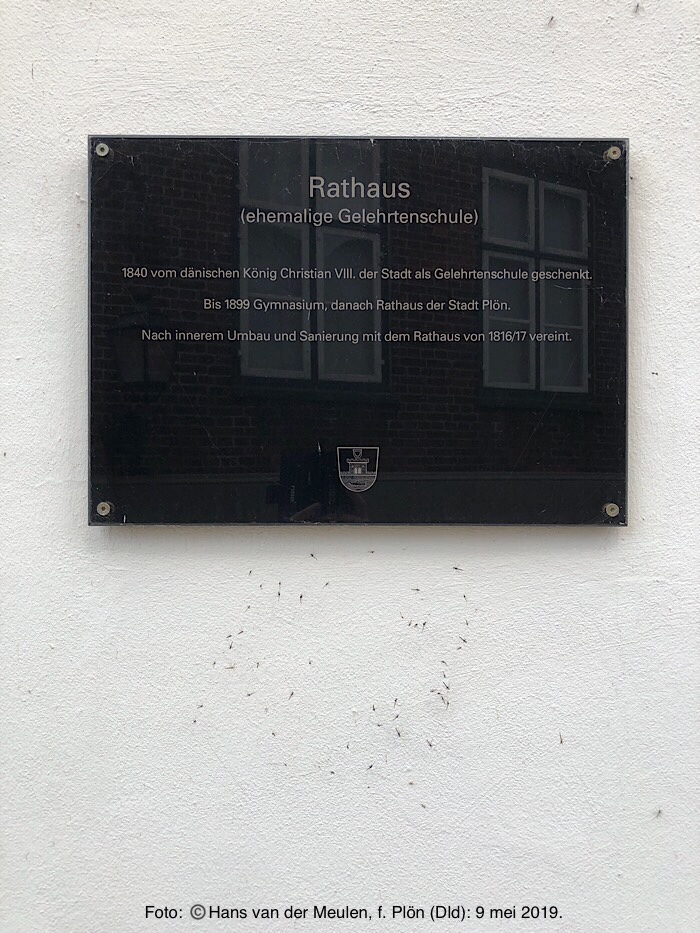 Rathaus
(ehemalige Gelehrtenschule)
1840 vom dänischen König Christian VIII. der Stadt als Gelehrtenschule geschenkt.
Bis 1899 Gymnasium, danach Rathaus der Stadt Plön.
Nach innerem Umbau und Sanierung mit dem Rathaus von 1816/17 vereint.
Foto: ©Hans van der Meulen, f. Plön (Dld): 9 mei 2019.